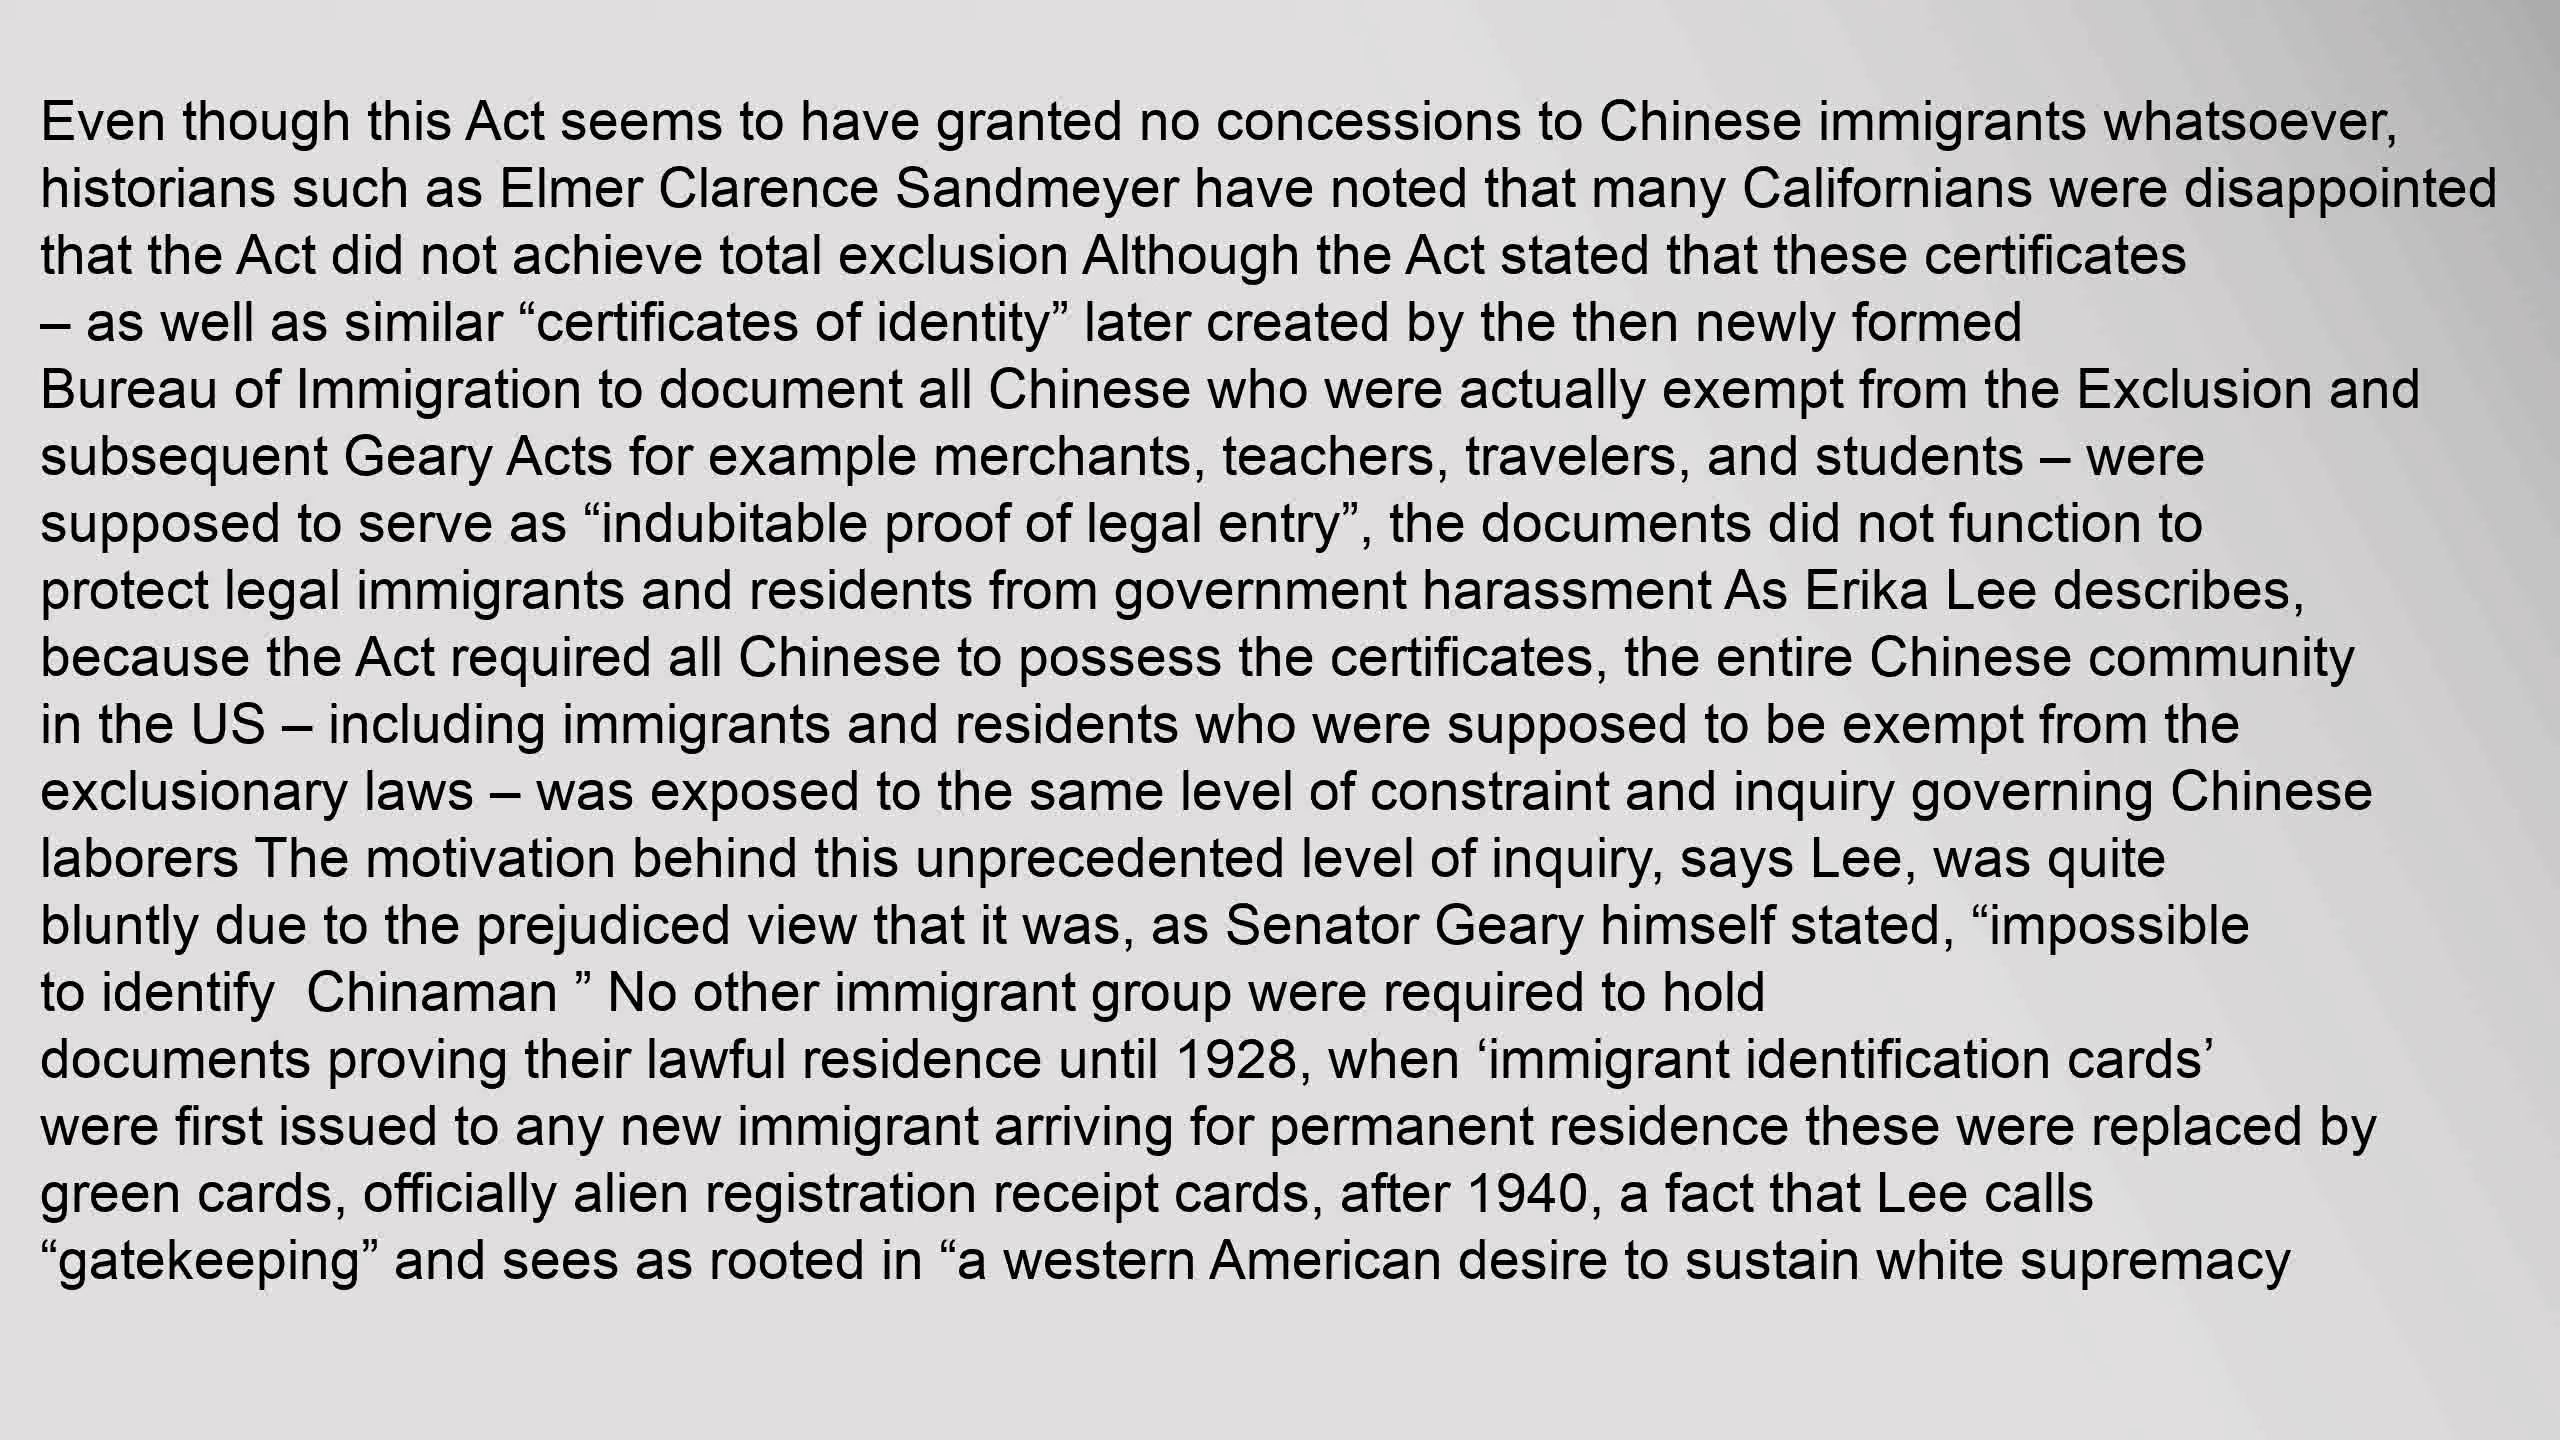 Even though this Act seems to have granted no concessions to Chinese immigrants whatsoever,
historians such as Elmer Clarence Sandmeyer have noted that many Californians were disappointed
that the Act did not achieve total exclusion Although the Act stated that these certificates
– as well as similar “certificates of identity” later created by the then newly formed
Bureau of Immigration to document all Chinese who were actually exempt from the Exclusion and
subsequent Geary Acts for example merchants, teachers, travelers, and students – were
supposed to serve as “indubitable proof of legal entry”, the documents did not function to
protect legal immigrants and residents from government harassment As Erika Lee describes,
because the Act required all Chinese to possess the certificates, the entire Chinese community
in the US – including immigrants and residents who were supposed to be exempt from the
exclusionary laws – was exposed to the same level of constraint and inquiry governing Chinese
laborers The motivation behind this unprecedented level of inquiry, says Lee, was quite
bluntly due to the prejudiced view that it was, as Senator Geary himself stated, “impossible
to identify  Chinaman ” No other immigrant group were required to hold
documents proving their lawful residence until 1928, when ‘immigrant identification cards’
were first issued to any new immigrant arriving for permanent residence these were replaced by
green cards, officially alien registration receipt cards, after 1940, a fact that Lee calls
“gatekeeping” and sees as rooted in “a western American desire to sustain white supremacy